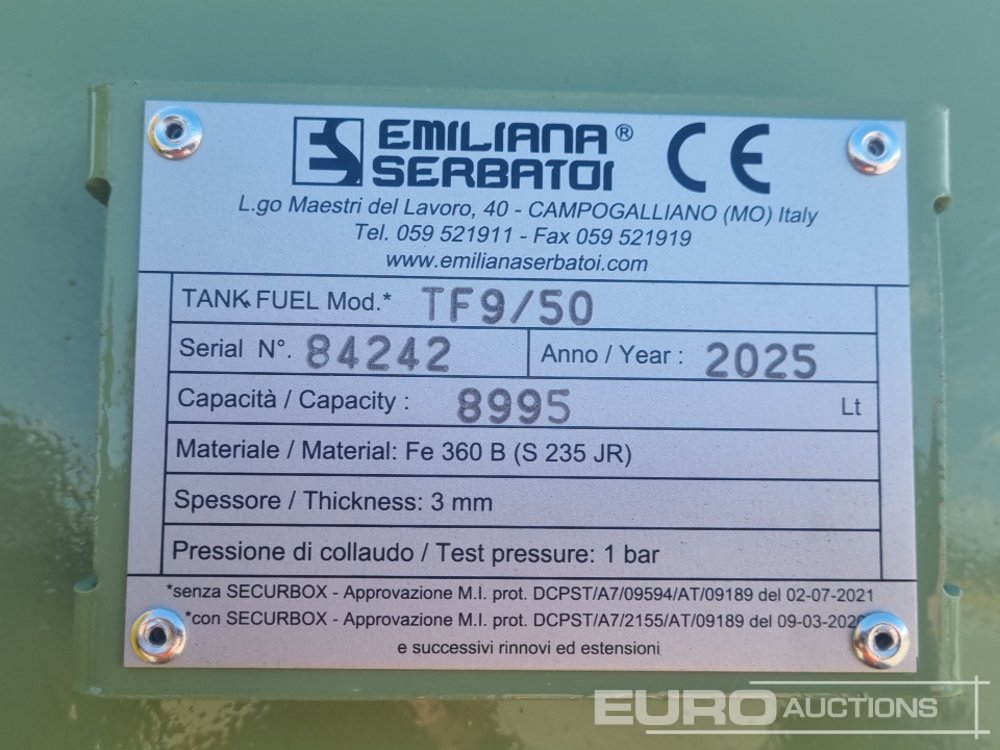 EMILIANA®
SERBATOI
CE
L.go Maestri del Lavoro, 40 - CAMPOGALLIANO (MO) Italy
Tel. 059 521911 - Fax 059 521919
www.emilianaserbatoi.com
TANK FUEL Mod.* TF9/50
Serial N°. 84242 Anno / Year : 2025
Capacità / Capacity : 8995 Lt
Materiale / Material: Fe 360 B (S 235 JR)
Spessore / Thickness: 3 mm
Pressione di collaudo / Test pressure: 1 bar
*senza SECURBOX - Approvazione M.I. prot. DCPST/A7/09594/AT/09189 del 02-07-2021
*con SECURBOX - Approvazione M.I. prot. DCPST/A7/2155/AT/09189 del
e successivi rinnovi ed estensioni
EURO AUCTIONS